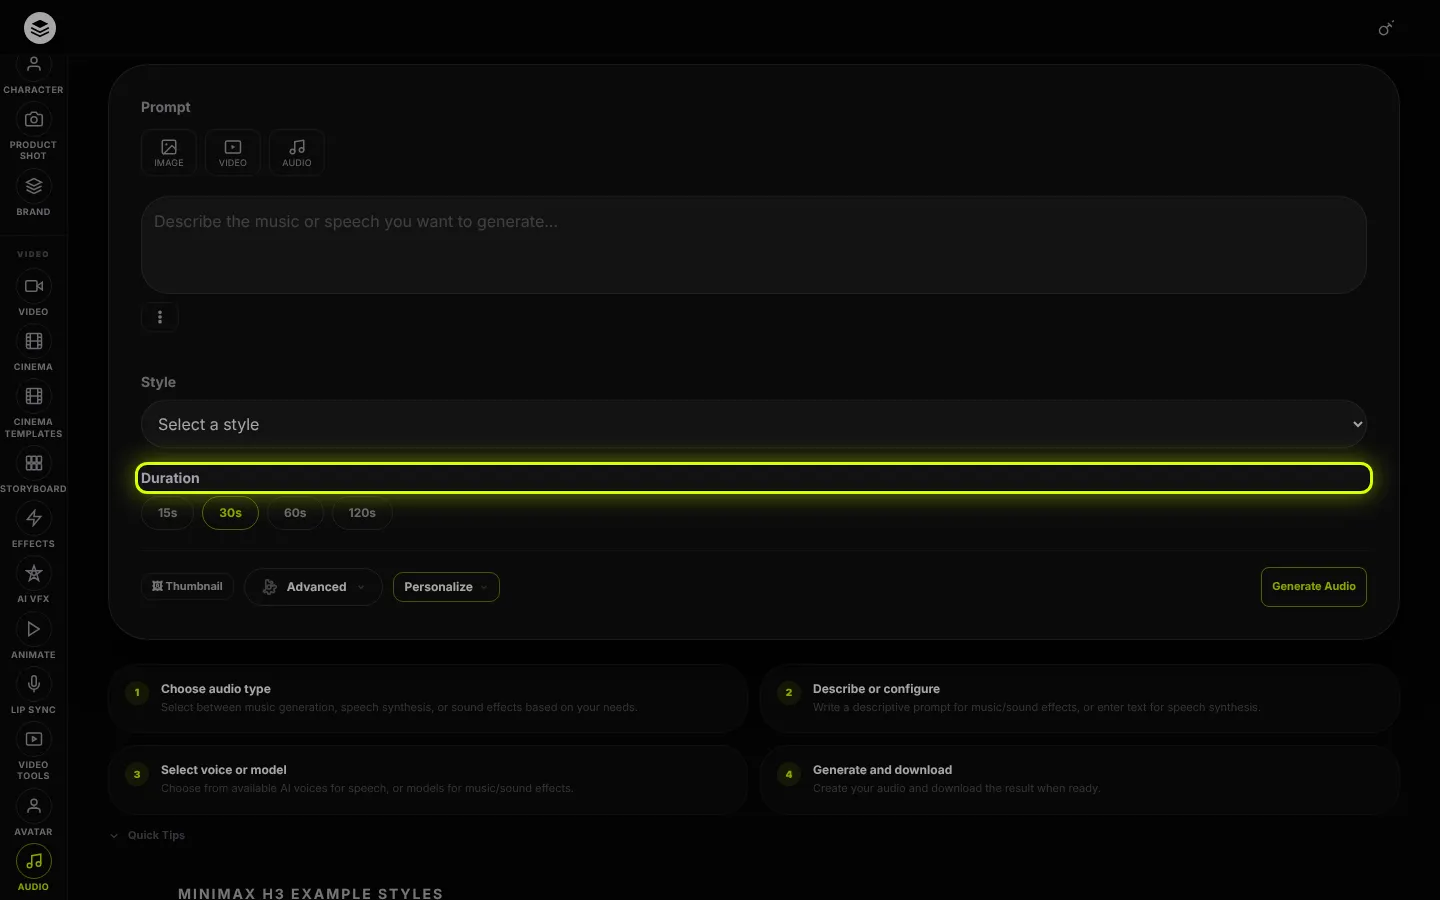 CHARACTER
PRODUCT
SHOT
BRAND
VIDEO
VIDEO
CINEMA
CINEMA
TEMPLATES
STORYBOARD
EFFECTS
AI VFX
ANIMATE
LIP SYNC
VIDEO
TOOLS
AVATAR
AUDIO
Prompt
IMAGE
VIDEO
AUDIO
Describe the music or speech you want to generate...
Style
Select a style
Duration
15s
30s
60s
120s
Thumbnail
Advanced
Personalize
Generate Audio
1
Choose audio type
Select between music generation, speech synthesis, or sound effects based on your needs.
2
Describe or configure
Write a descriptive prompt for music/sound effects, or enter text for speech synthesis.
3
Select voice or model
Choose from available AI voices for speech, or models for music/sound effects.
4
Generate and download
Create your audio and download the result when ready.
Quick Tips
MINIMAX H3 EXAMPLE STYLES